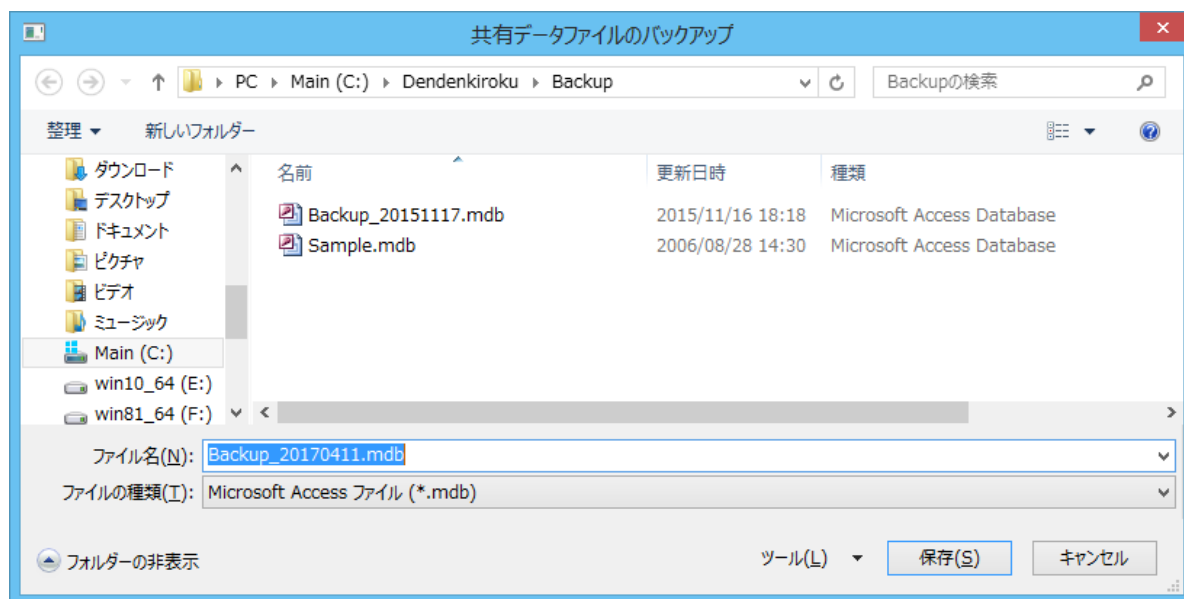 共有データファイルのバックアップ
PC ▸ Main (C:) ▸ Dendenkiroku ▸ Backup
Backupの検索
整理 ▼ 新しいフォルダー
ダウンロード
デスクトップ
ドキュメント
ピクチャ
ビデオ
ミュージック
Main (C:)
win10_64 (E:)
win81_64 (F:)
名前 更新日時 種類
Backup_20151117.mdb 2015/11/16 18:18 Microsoft Access Database
Sample.mdb 2006/08/28 14:30 Microsoft Access Database
ファイル名(N): Backup_20170411.mdb
ファイルの種類(T): Microsoft Access ファイル (*.mdb)
フォルダーの非表示 ツール(L) ▼ 保存(S) キャンセル